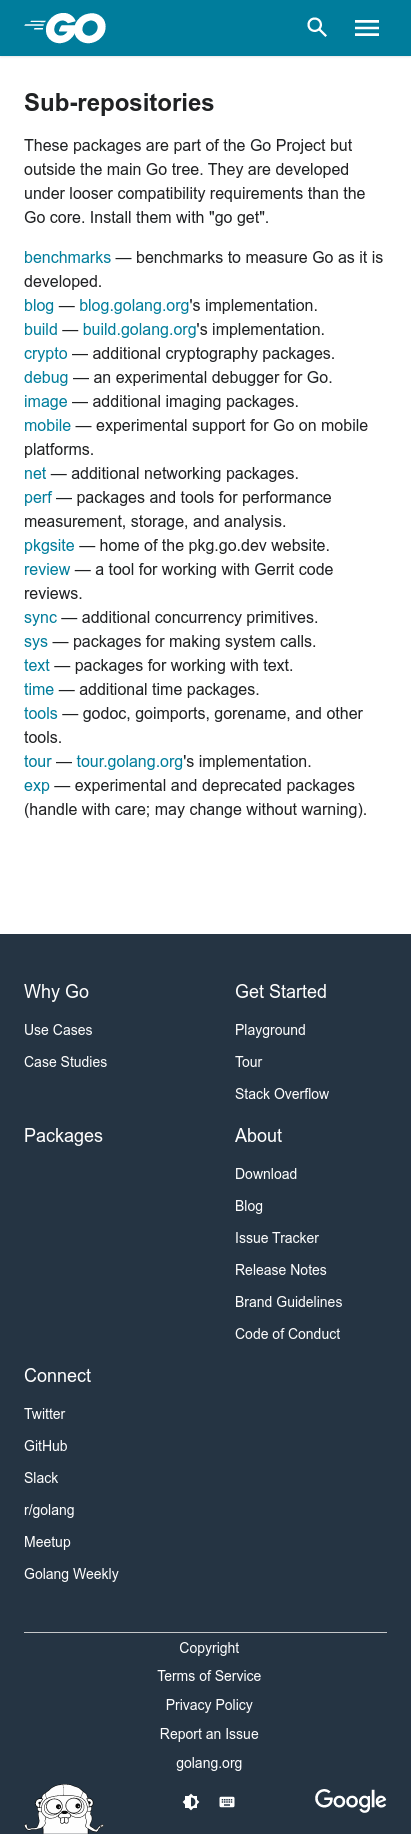 GO
Sub-repositories
These packages are part of the Go Project but
outside the main Go tree. They are developed
under looser compatibility requirements than the
Go core. Install them with "go get".
benchmarks — benchmarks to measure Go as it is
developed.
blog — blog.golang.org's implementation.
build — build.golang.org's implementation.
crypto — additional cryptography packages.
debug — an experimental debugger for Go.
image — additional imaging packages.
mobile — experimental support for Go on mobile
platforms.
net — additional networking packages.
perf — packages and tools for performance
measurement, storage, and analysis.
pkgsite — home of the pkg.go.dev website.
review — a tool for working with Gerrit code
reviews.
sync — additional concurrency primitives.
sys — packages for making system calls.
text — packages for working with text.
time — additional time packages.
tools — godoc, goimports, gorename, and other
tools.
tour — tour.golang.org's implementation.
exp — experimental and deprecated packages
(handle with care; may change without warning).
Why Go
Use Cases
Case Studies
Get Started
Playground
Tour
Stack Overflow
Packages
About
Download
Blog
Issue Tracker
Release Notes
Brand Guidelines
Code of Conduct
Connect
Twitter
GitHub
Slack
r/golang
Meetup
Golang Weekly
Copyright
Terms of Service
Privacy Policy
Report an Issue
golang.org
Google